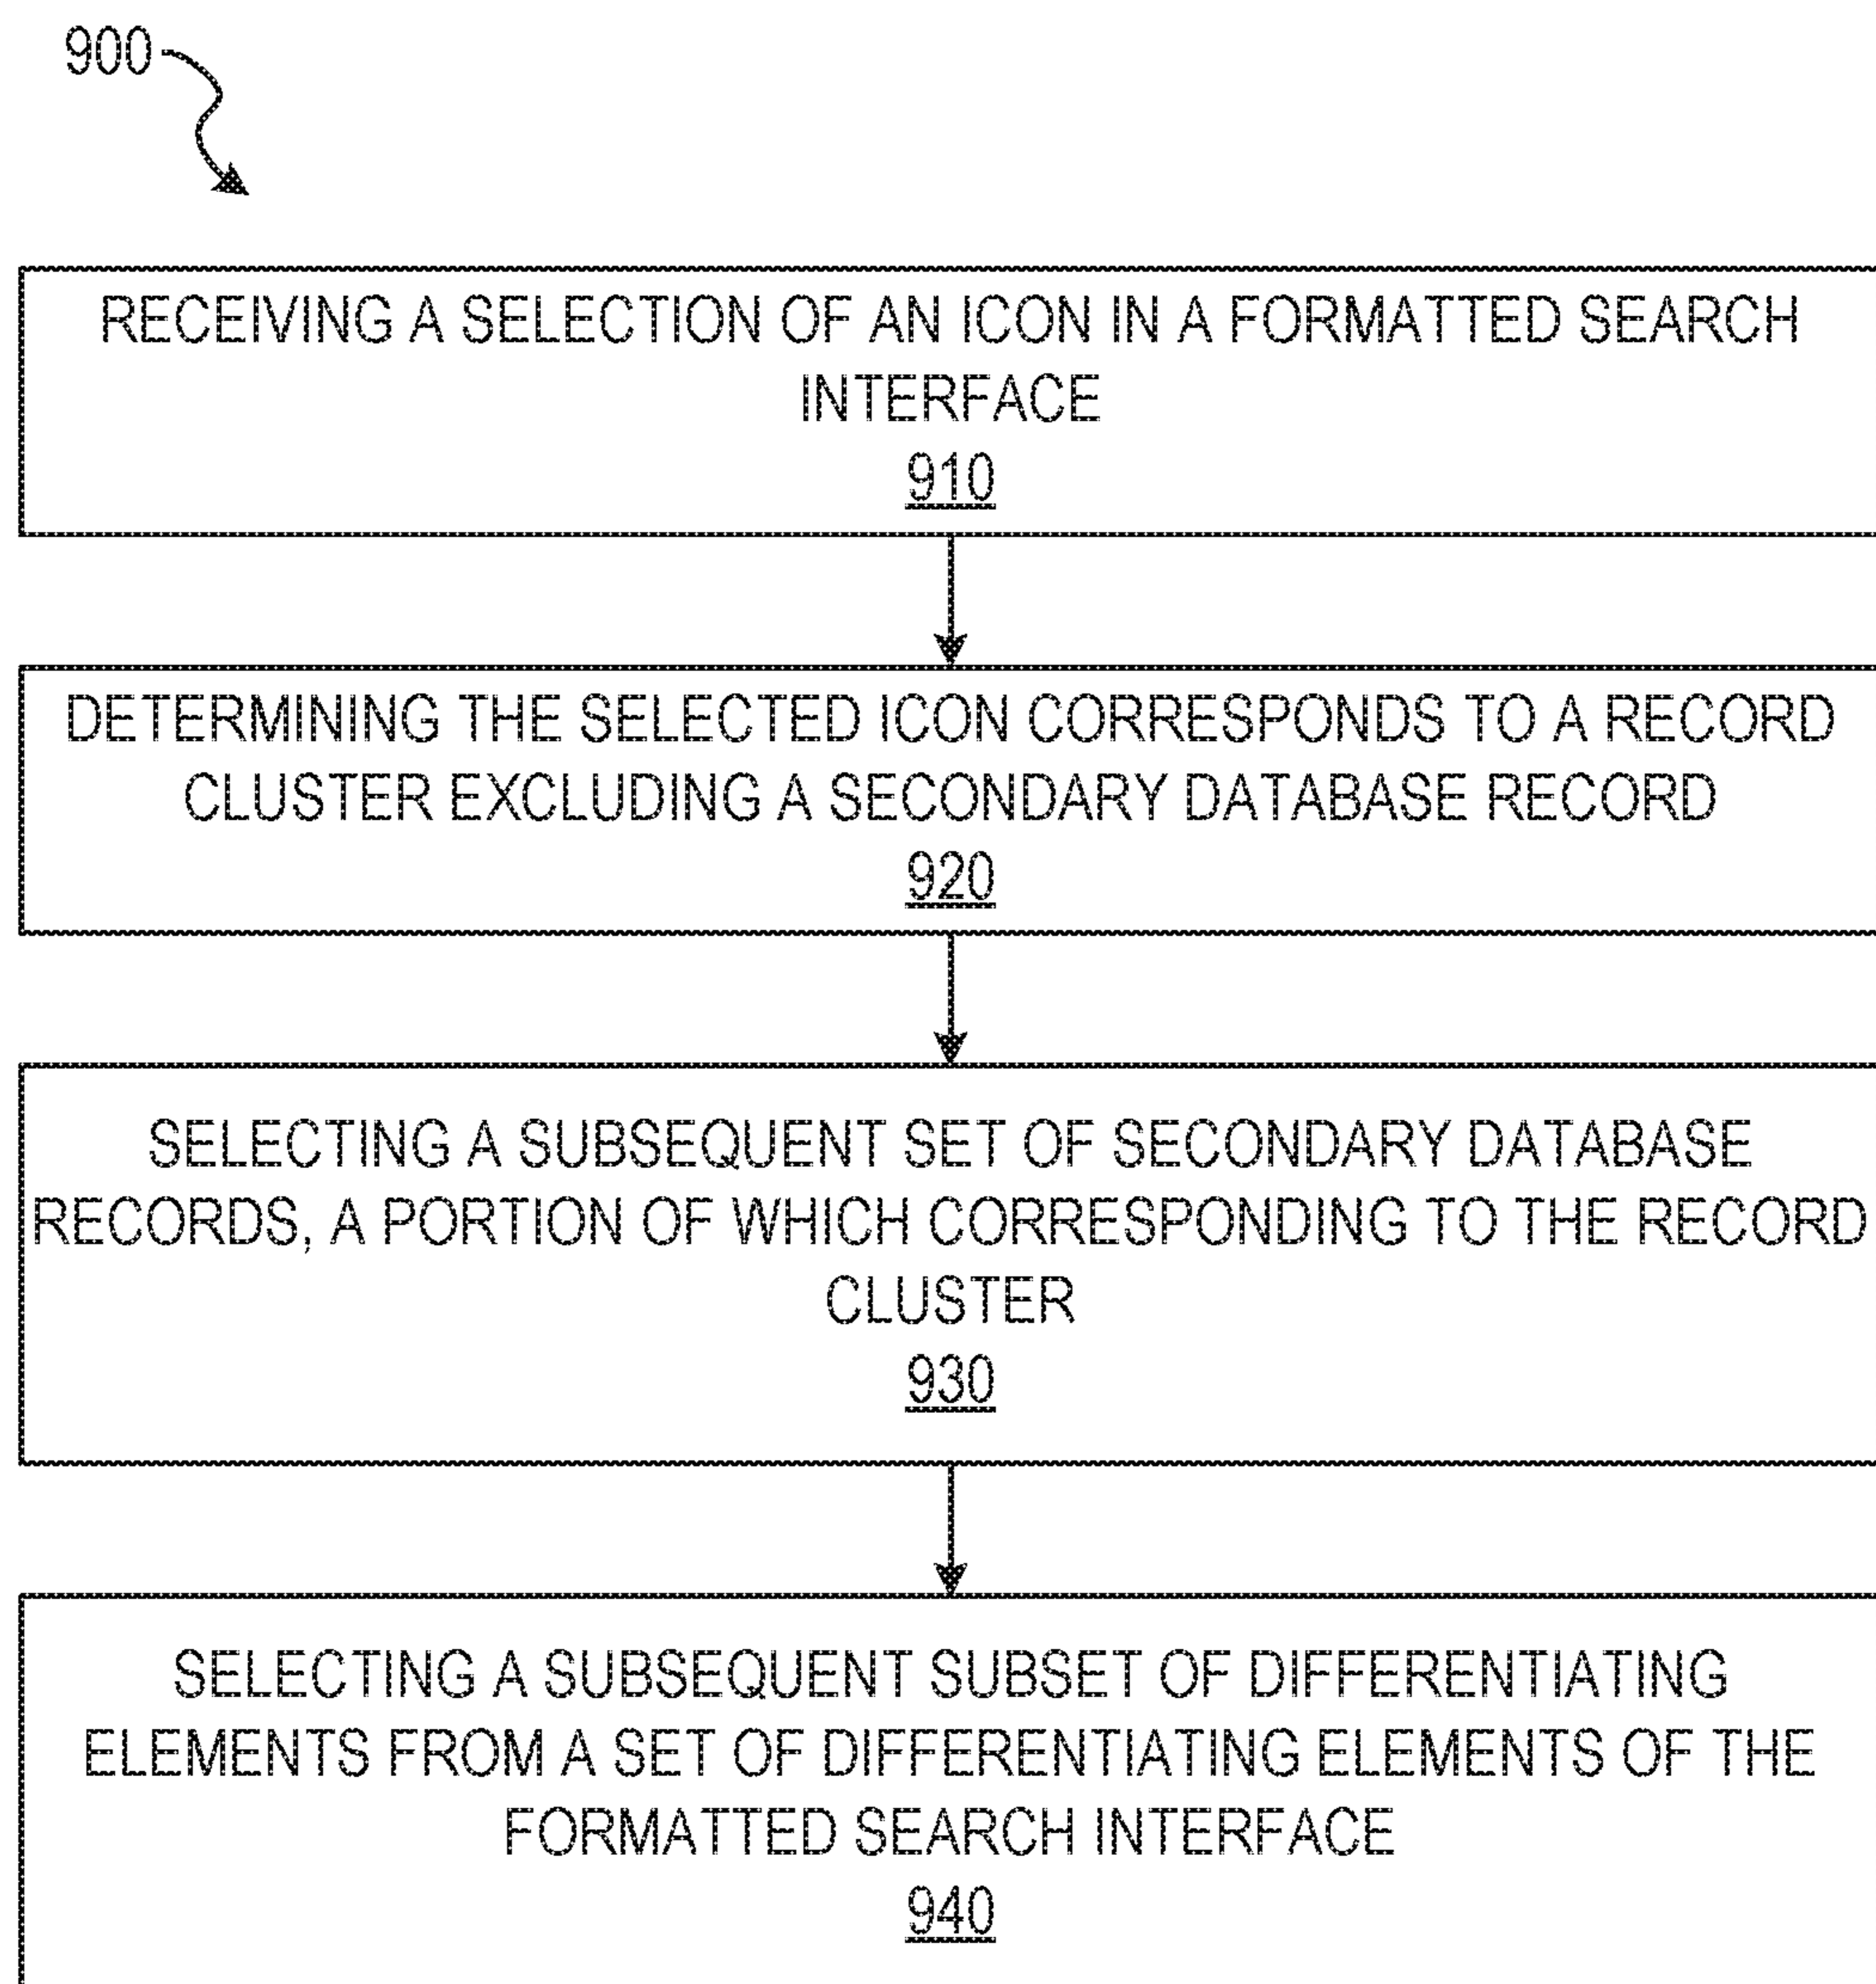 900
RECEIVING A SELECTION OF AN ICON IN A FORMATTED SEARCH
INTERFACE
910
DETERMINING THE SELECTED ICON CORRESPONDS TO A RECORD
CLUSTER EXCLUDING A SECONDARY DATABASE RECORD
920
SELECTING A SUBSEQUENT SET OF SECONDARY DATABASE
RECORDS, A PORTION OF WHICH CORRESPONDING TO THE RECORD
CLUSTER
930
SELECTING A SUBSEQUENT SUBSET OF DIFFERENTIATING
ELEMENTS FROM A SET OF DIFFERENTIATING ELEMENTS OF THE
FORMATTED SEARCH INTERFACE
940